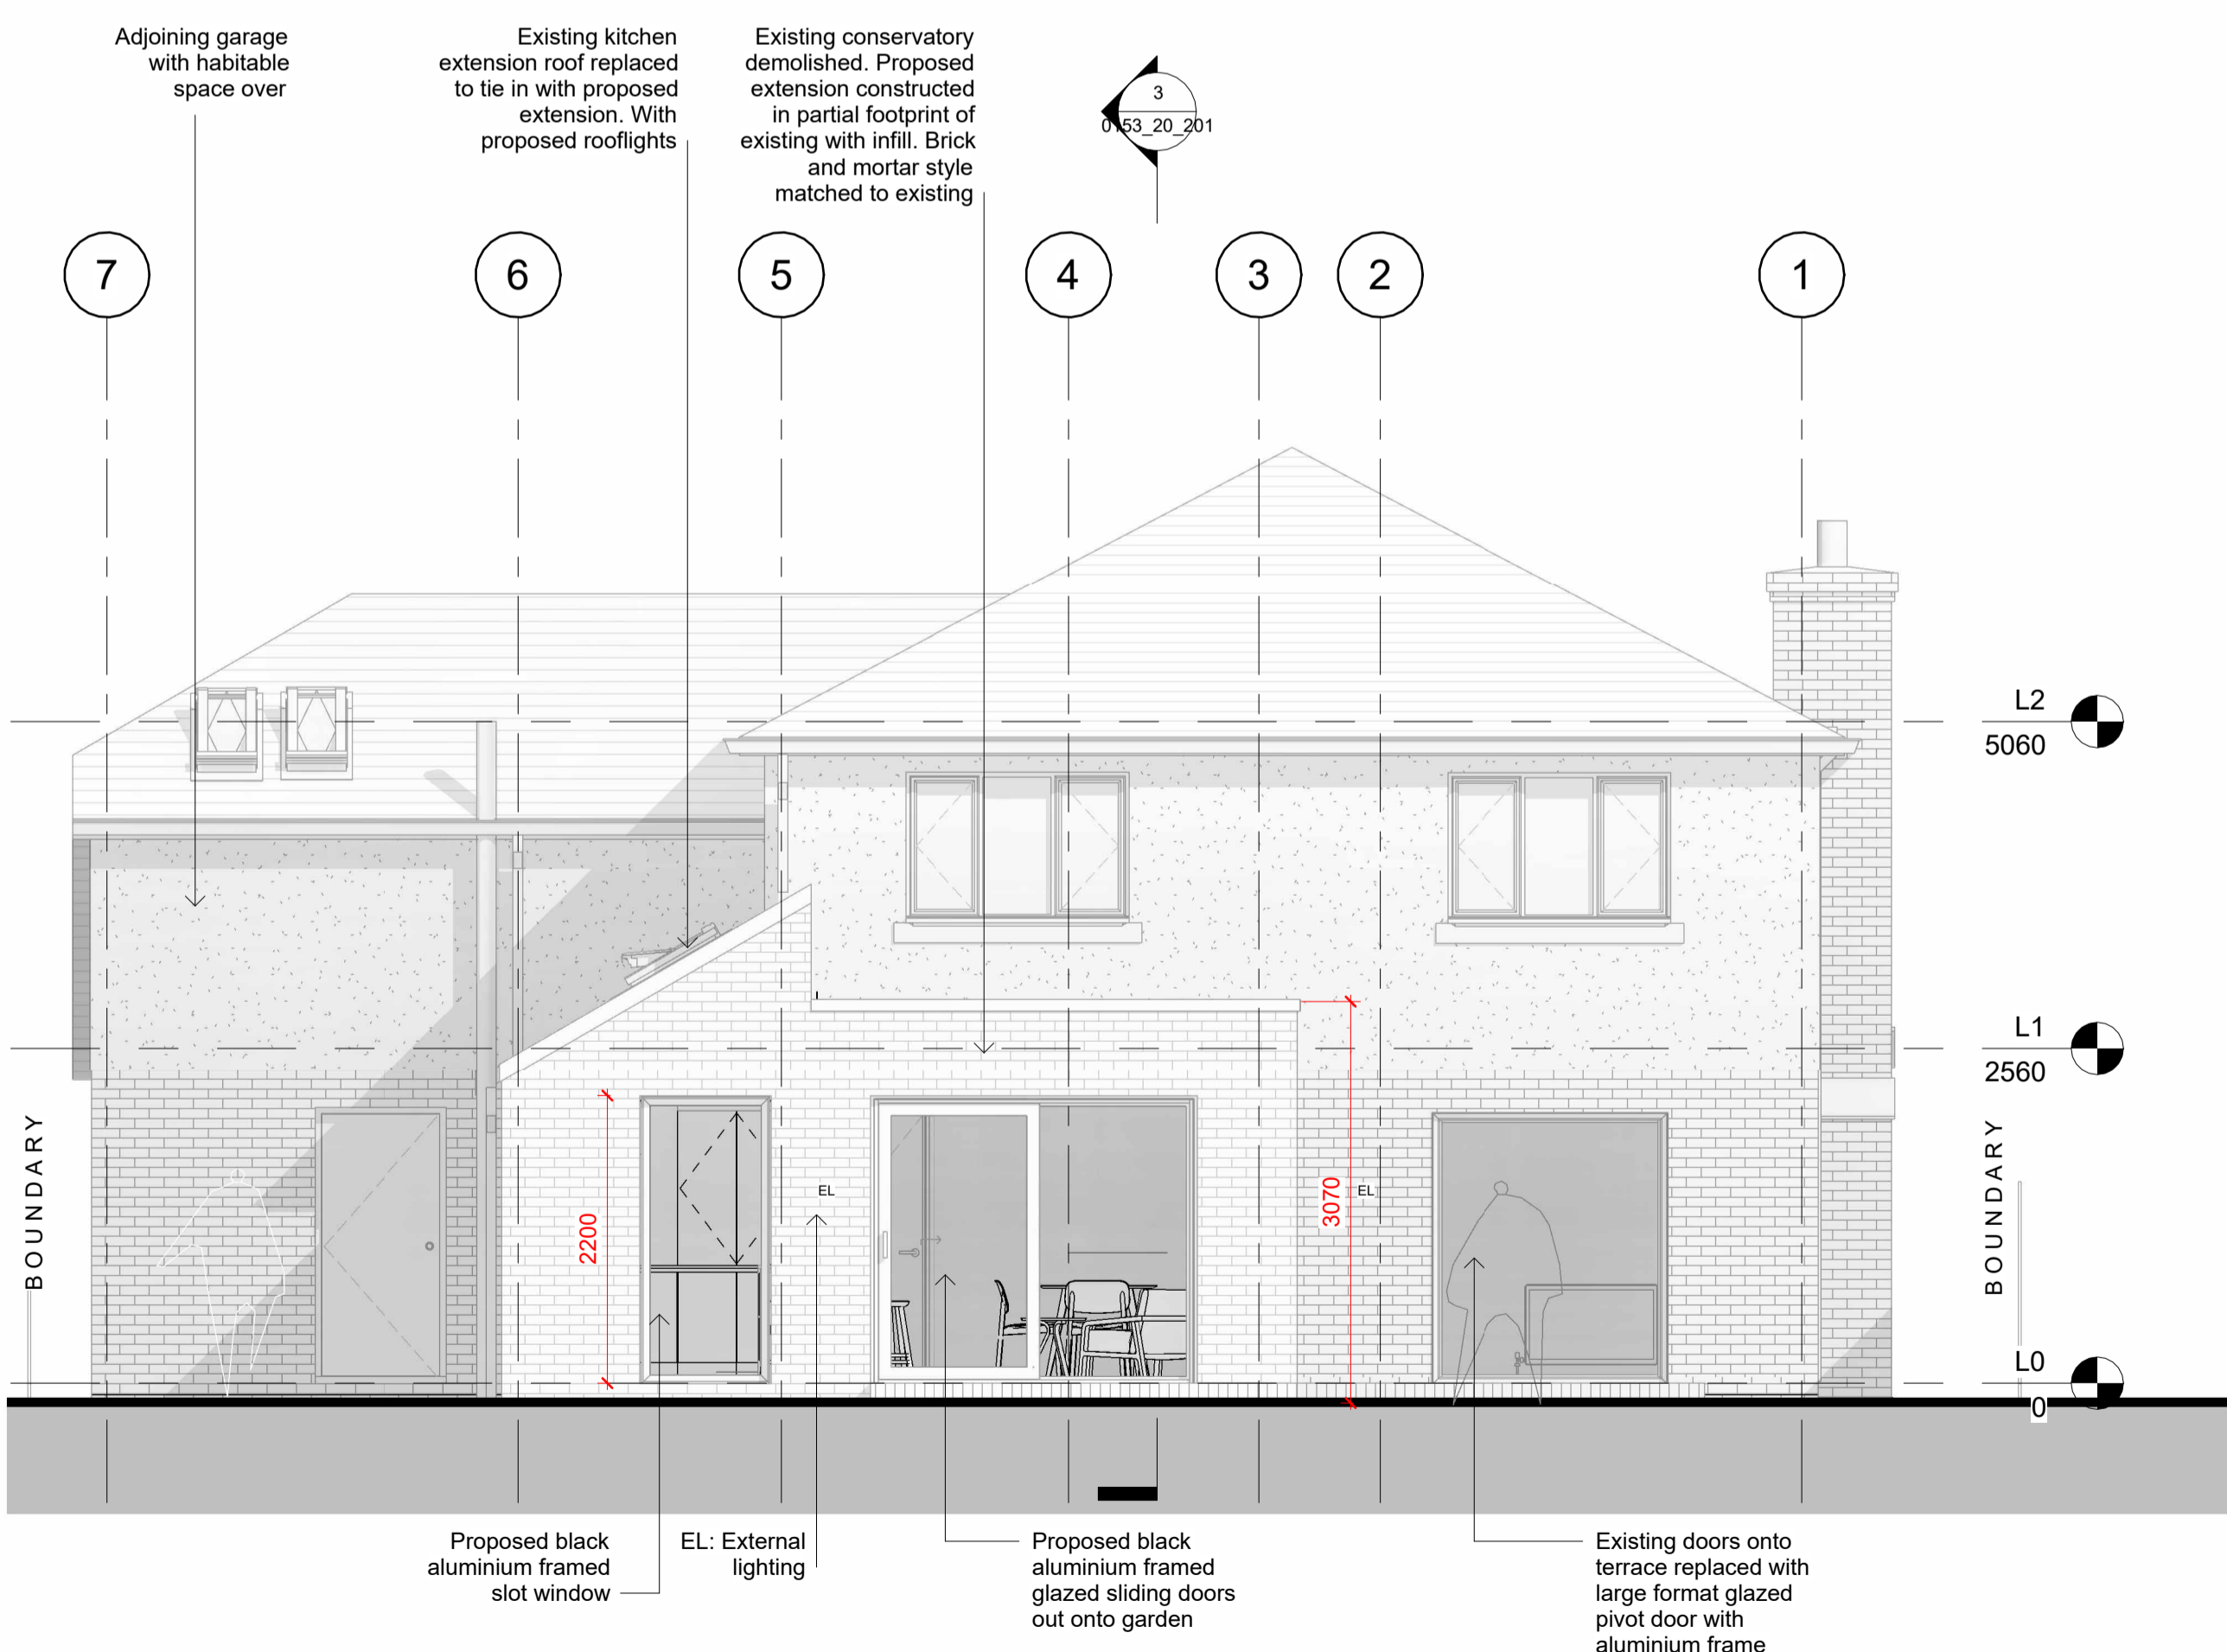 Adjoining garage
with habitable
space over
Existing kitchen
extension roof replaced
to tie in with proposed
extension. With
proposed rooflights
Existing conservatory
demolished. Proposed
extension constructed
in partial footprint of
existing with infill. Brick
and mortar style
matched to existing
3
0153_20_201
7
6
5
4
3
2
1
L2
5060
L1
2560
BOUNDARY
2200
EL
3070
EL
BOUNDARY
L0
0
Proposed black
aluminium framed
slot window
EL: External
lighting
Proposed black
aluminium framed
glazed sliding doors
out onto garden
Existing doors onto
terrace replaced with
large format glazed
pivot door with
aluminium frame